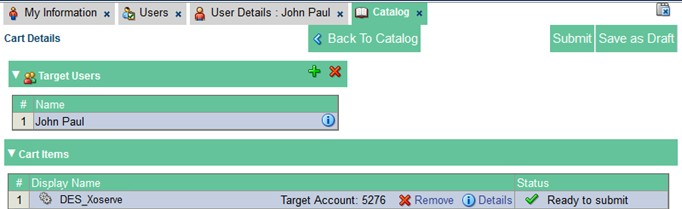 My Information x Users x User Details : John Paul x Catalog x
Cart Details Back To Catalog Submit Save as Draft
Target Users
# Name
1 John Paul
Cart Items
# Display Name Status
1 DES_Xoserve Target Account: 5276 Remove Details Ready to submit